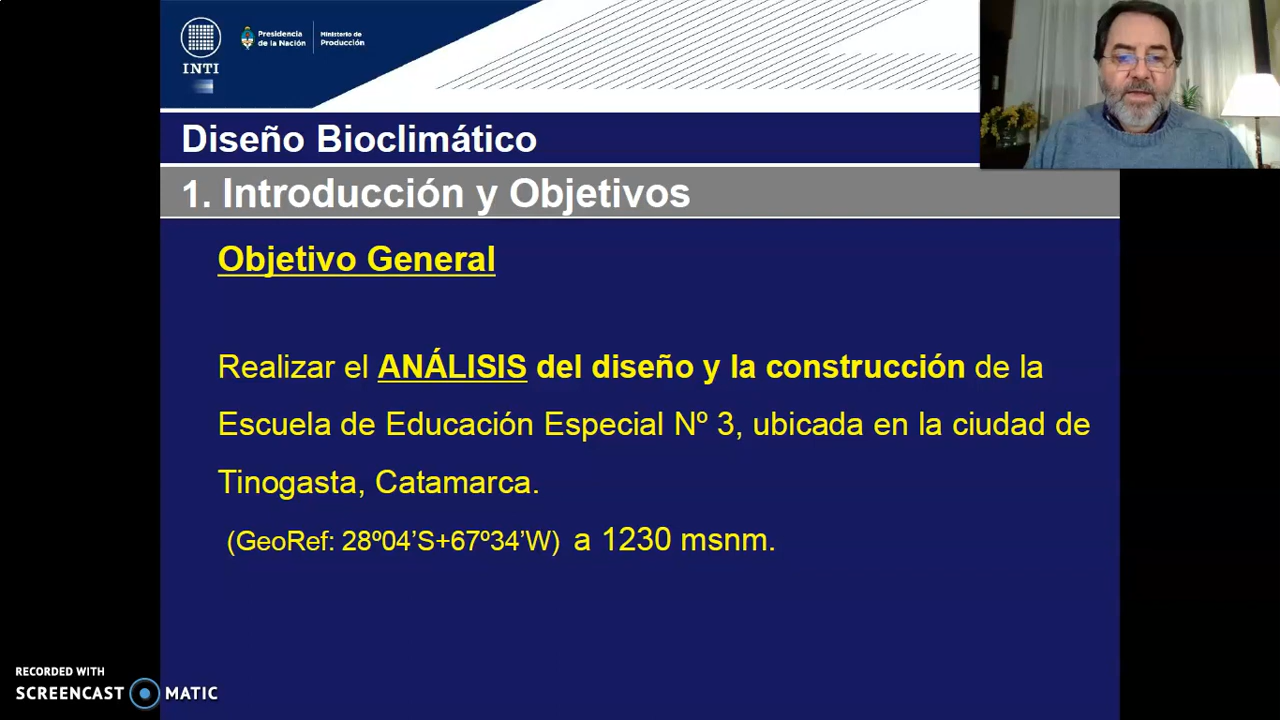 INTI
Presidencia
de la Nación
Ministerio de
Producción
Diseño Bioclimático
1. Introducción y Objetivos
Objetivo General
Realizar el ANÁLISIS del diseño y la construcción de la
Escuela de Educación Especial Nº 3, ubicada en la ciudad de
Tinogasta, Catamarca.
(GeoRef: 28º04’S+67º34’W) a 1230 msnm.
RECORDED WITH
SCREENCAST MATIC